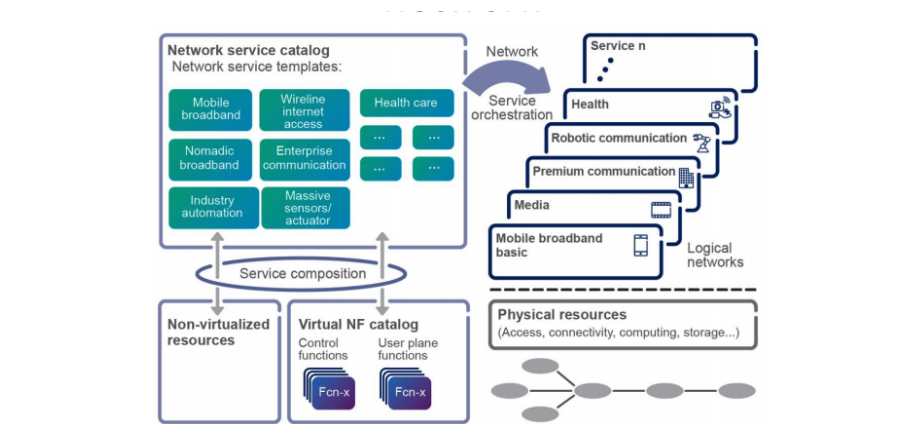 Network service catalog
Network service templates:
Mobile
broadband
Wireline
internet
access
Health care
...
...
Nomadic
broadband
Enterprise
communication
...
...
Industry
automation
Massive
sensors/
actuator
Service composition
Non-virtualized
resources
Virtual NF catalog
Control
functions
User plane
functions
Fcn-x
Fcn-x
Network
Service
orchestration
Service n
Health
Robotic communication
Premium communication
Media
Mobile broadband
basic
Logical
networks
Physical resources
(Access, connectivity, computing, storage...)